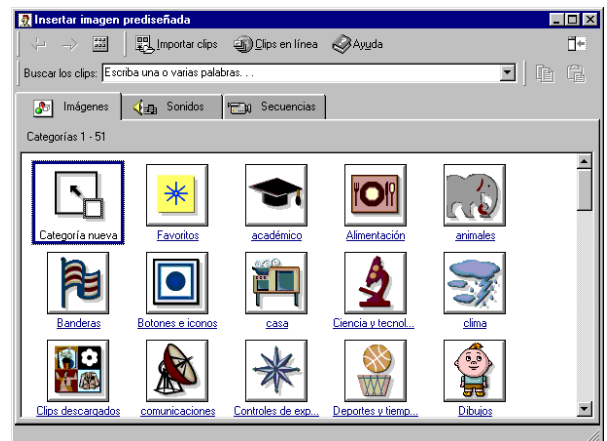 Insertar imagen prediseñada
Importar clips Clips en línea Ayuda
Buscar los clips: Escriba una o varias palabras. . .
Imágenes Sonidos Secuencias
Categorías 1 - 51
Categoría nueva Favoritos académico Alimentación animales
Banderas Botones e iconos casa Ciencia y tecnol... clima
Clips descargados comunicaciones Controles de exp... Deportes y tiemp... Dibujos